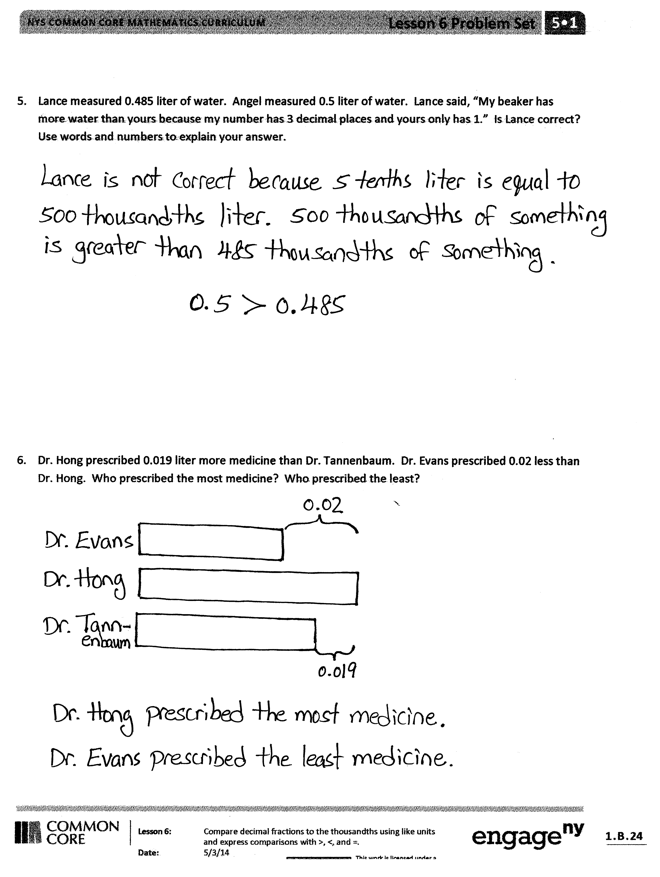 NYS COMMON CORE MATHEMATICS CURRICULUM
Lesson 6 Problem Set 5•1
5. Lance measured 0.485 liter of water. Angel measured 0.5 liter of water. Lance said, “My beaker has
more water than yours because my number has 3 decimal places and yours only has 1.” Is Lance correct?
Use words and numbers to explain your answer.
Lance is not correct because 5 tenths liter is equal to
500 thousandths liter. 500 thousandths of something
is greater than 485 thousandths of something.
0.5 > 0.485
6. Dr. Hong prescribed 0.019 liter more medicine than Dr. Tannenbaum. Dr. Evans prescribed 0.02 less than
Dr. Hong. Who prescribed the most medicine? Who prescribed the least?
0.02
Dr. Evans
Dr. Hong
Dr. Tann-
enbaum
0.019
Dr. Hong prescribed the most medicine.
Dr. Evans prescribed the least medicine.
COMMON
CORE
Lesson 6:
Date:
Compare decimal fractions to the thousandths using like units
and express comparisons with >, <, and =.
5/3/14
engage ny
1.B.24
This work is licensed under a